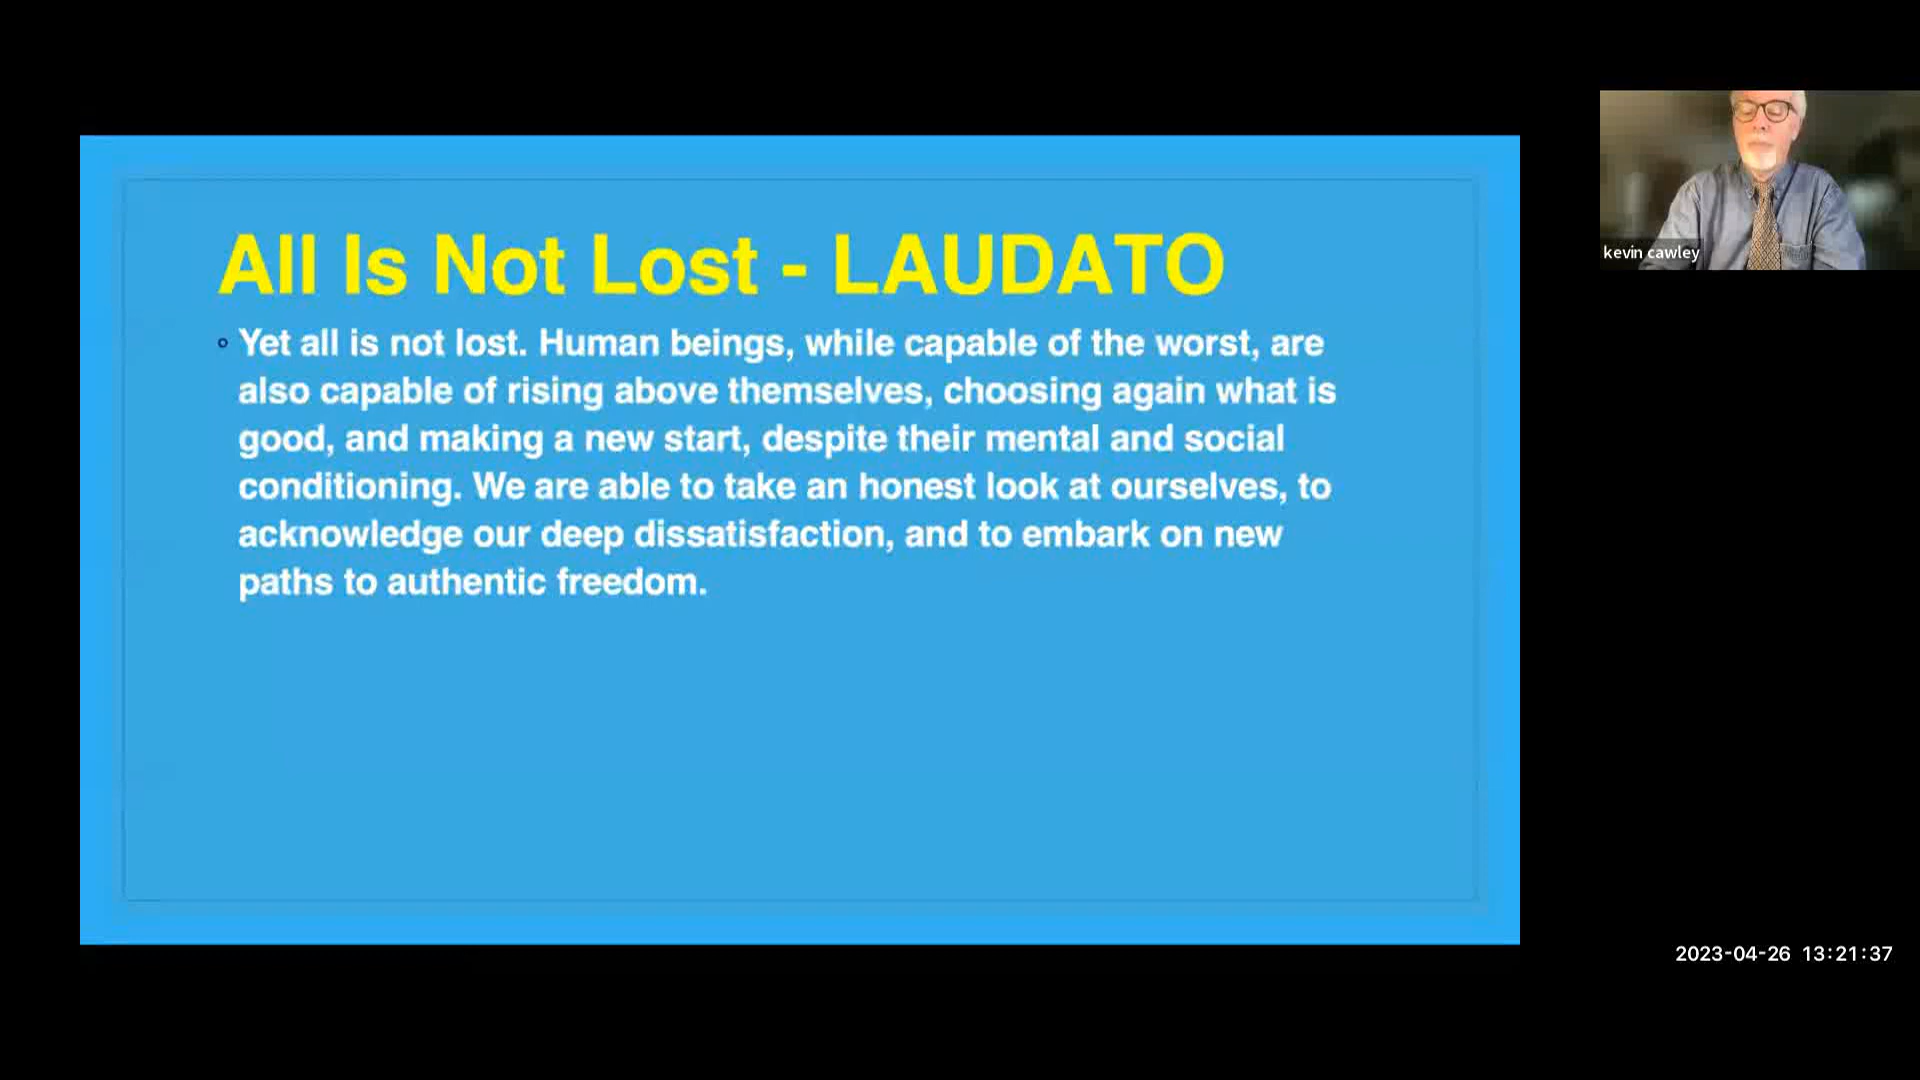 All Is Not Lost - LAUDATO
Yet all is not lost. Human beings, while capable of the worst, are
also capable of rising above themselves, choosing again what is
good, and making a new start, despite their mental and social
conditioning. We are able to take an honest look at ourselves, to
acknowledge our deep dissatisfaction, and to embark on new
paths to authentic freedom.
kevin cawley
2023-04-26 13:21:37